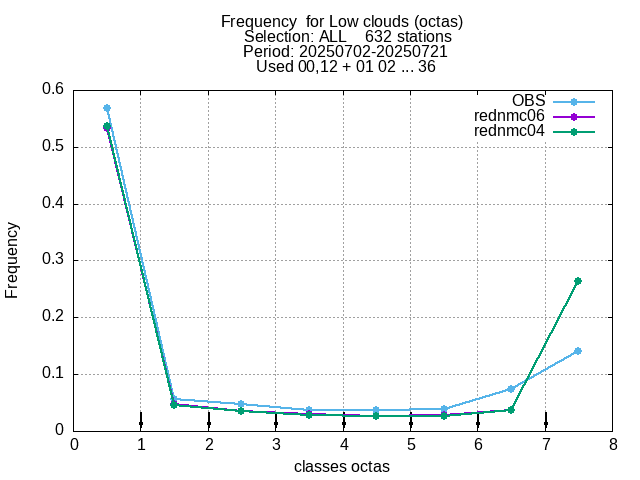 Frequency  for Low clouds (octas)
Selection: ALL    632 stations
Period: 20250702-20250721
Used 00,12 + 01 02 ... 36
OBS
rednmc06
rednmc04
0.6
0.5
0.4
0.3
0.2
0.1
0
Frequency
0 1 2 3 4 5 6 7 8
classes octas